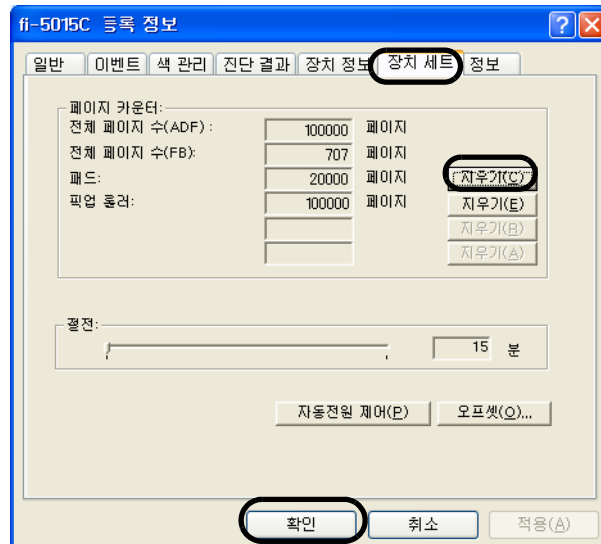 fi-5015C 등록 정보
일반 이벤트 색 관리 진단 결과 장치 정보 장치 세트 정보
페이지 카운터:
전체 페이지 수(ADF) : 100000 페이지
전체 페이지 수(FB): 707 페이지
패드: 20000 페이지 지우기(C)
픽업 롤러: 100000 페이지 지우기(E)
지우기(R)
지우기(A)
절전:
15 분
자동전원 제어(P) 오프셋(O)...
확인 취소 적용(A)